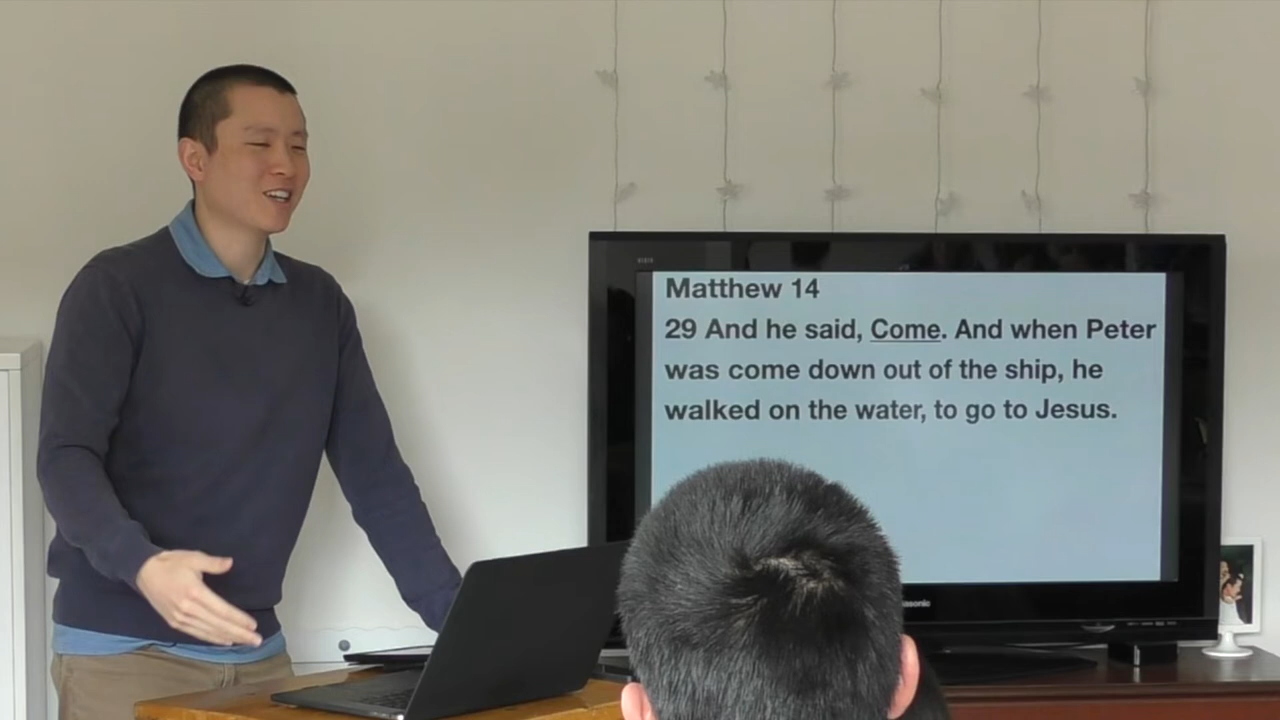 Matthew 14
29 And he said, Come. And when Peter
was come down out of the ship, he
walked on the water, to go to Jesus.
asonic